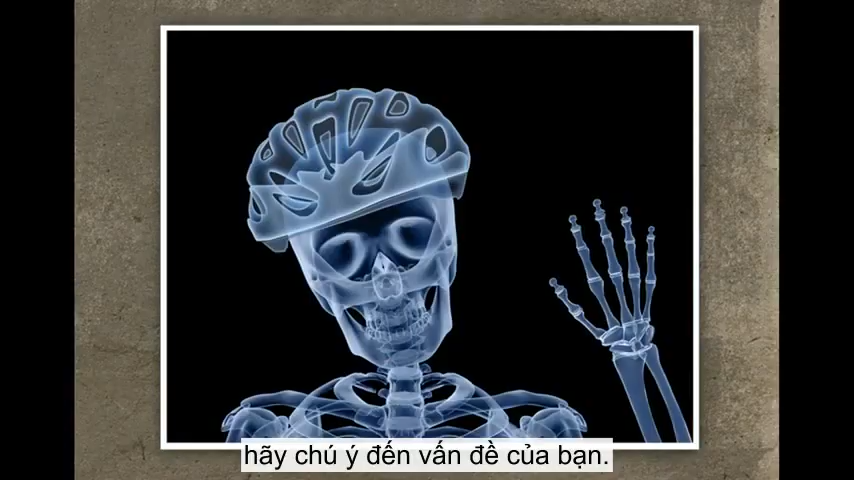 hãy chú ý đến vấn đề của bạn.